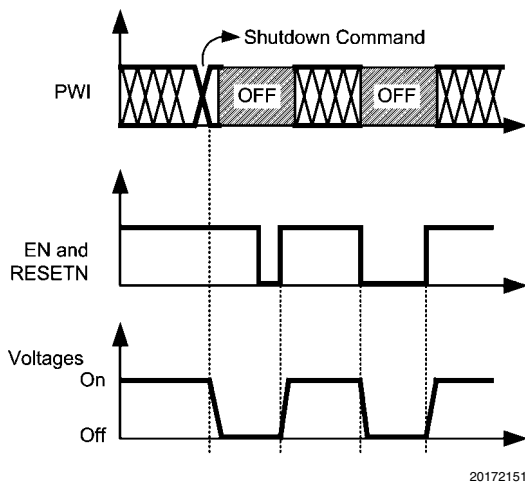 Shutdown Command
PWI
OFF OFF
EN and
RESETN
Voltages
On
Off
20172151